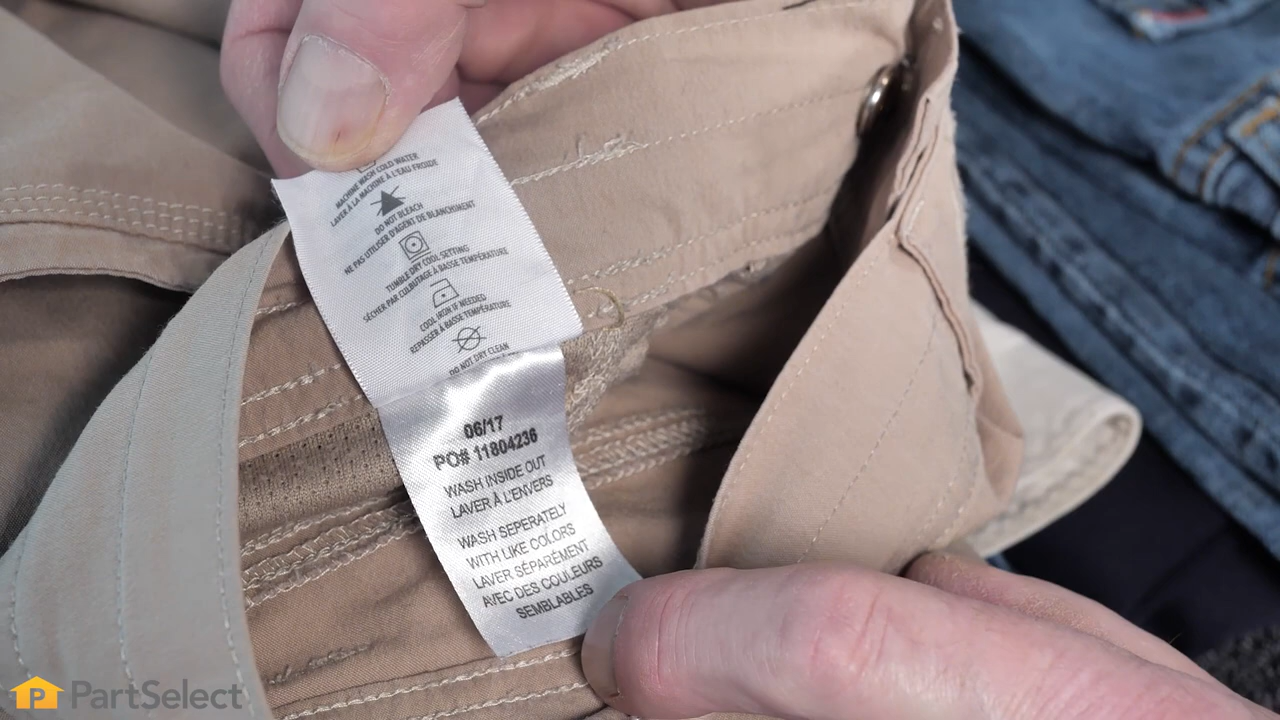 MACHINE WASH COLD WATER
LAVER À LA MACHINE À L'EAU FROIDE
DO NOT BLEACH
NE PAS UTILISER D'AGENT DE BLANCHIMENT
TUMBLE DRY COOL SETTING
SÉCHER PAR CULBUTAGE À BASSE TEMPÉRATURE
COOL IRON IF NEEDED
REPASSER À BASSE TEMPÉRATURE
DO NOT DRY CLEAN
06/17
PO# 11804236
WASH INSIDE OUT
LAVER À L'ENVERS
WASH SEPERATELY
WITH LIKE COLORS
LAVER SÉPARÉMENT
AVEC DES COULEURS
SEMBLABLES
P PartSelect